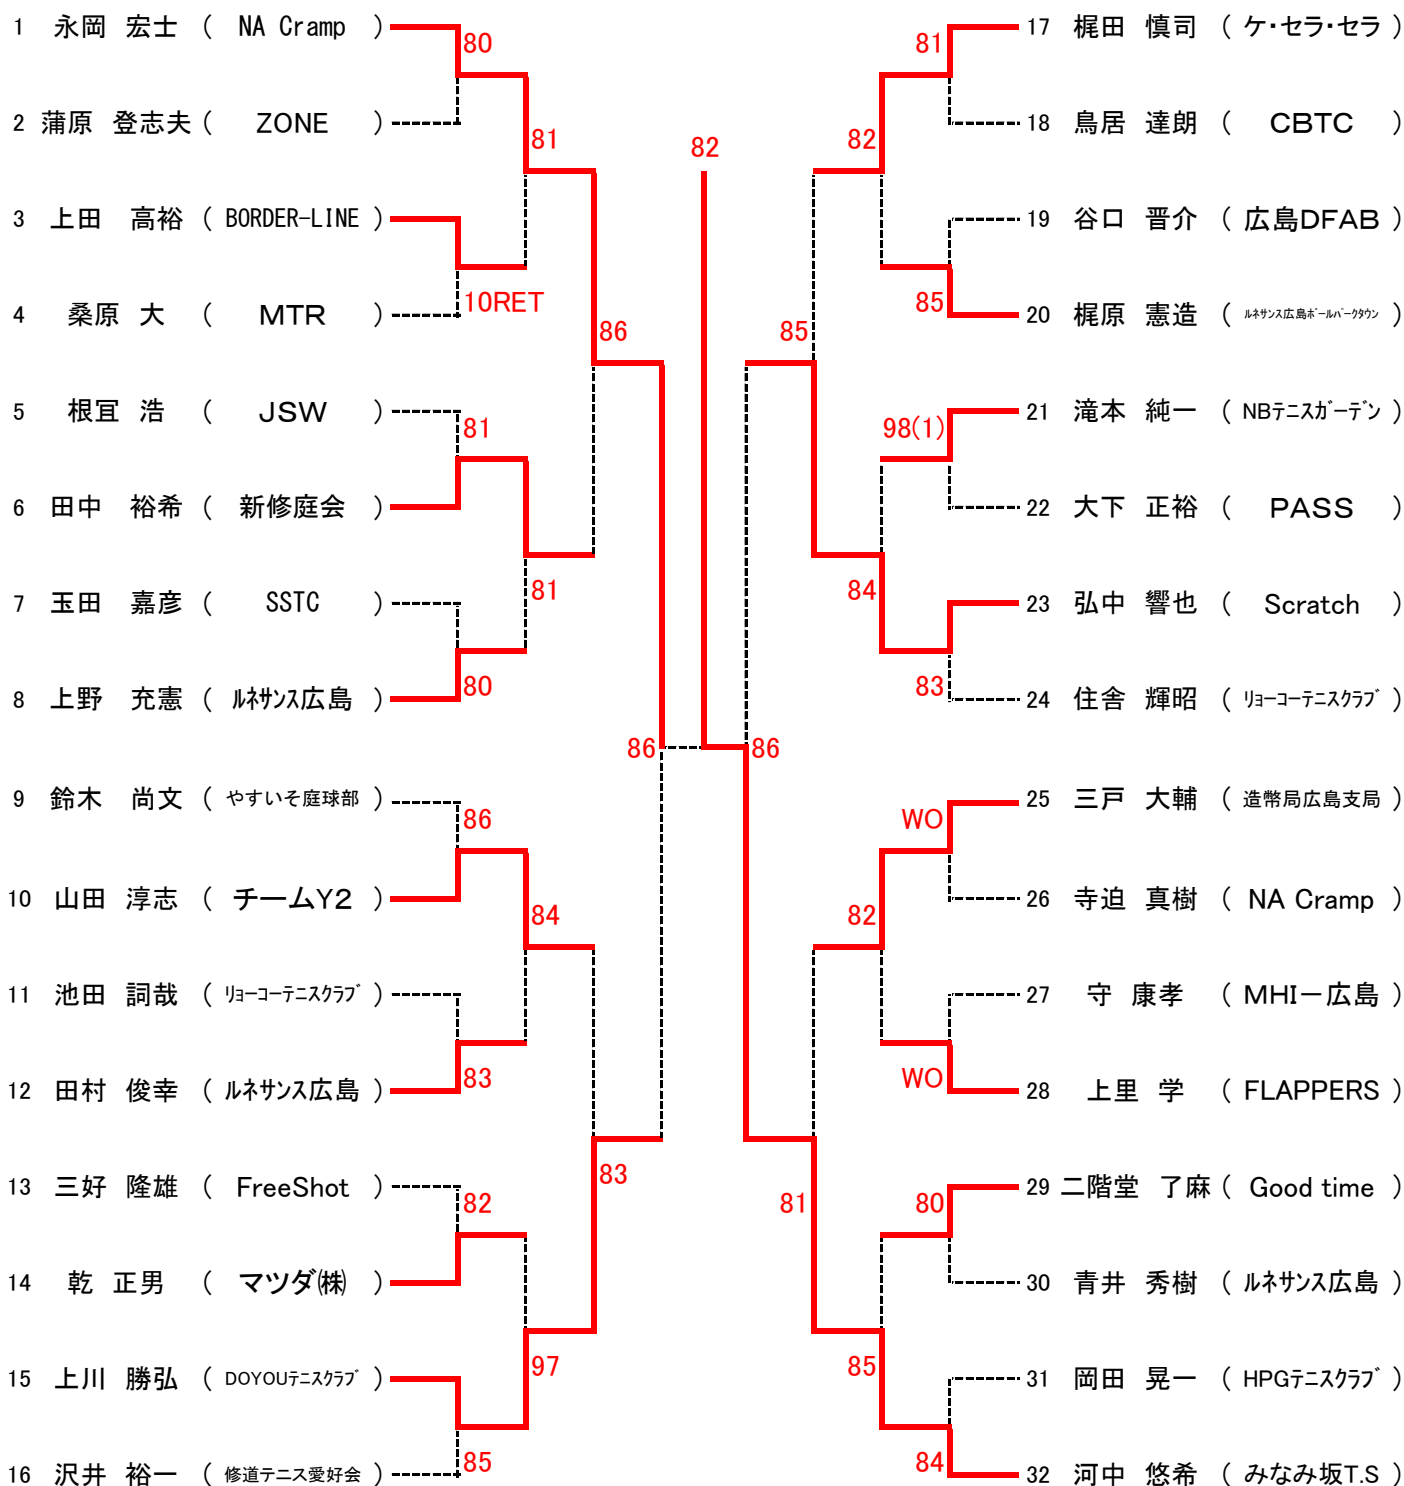 1 永岡 宏士 ( NA Cramp )
80
2 蒲原 登志夫 ( ZONE )
81
3 上田 高裕 ( BORDER-LINE )
10RET
4 桑原 大 ( MTR )
86
5 根冝 浩 ( JSW )
81
6 田中 裕希 ( 新修庭会 )
81
7 玉田 嘉彦 ( SSTC )
80
8 上野 充憲 ( ルネサンス広島 )
86
9 鈴木 尚文 ( やすいそ庭球部 )
86
10 山田 淳志 ( チームY2 )
84
11 池田 詞哉 ( リョーコーテニスクラブ )
83
12 田村 俊幸 ( ルネサンス広島 )
83
13 三好 隆雄 ( FreeShot )
82
14 乾 正男 ( マツダ㈱ )
97
15 上川 勝弘 ( DOYOUテニスクラブ )
85
16 沢井 裕一 ( 修道テニス愛好会 )
82
81
17 梶田 慎司 ( ケ・セラ・セラ )
82
18 鳥居 達朗 ( CBTC )
19 谷口 晋介 ( 広島DFAB )
85
20 梶原 憲造 ( ルネサンス広島ボールパークタウン )
85
98(1)
21 滝本 純一 ( NBテニスガーデン )
22 大下 正裕 ( PASS )
84
23 弘中 響也 ( Scratch )
83
24 住舎 輝昭 ( リョーコーテニスクラブ )
86
WO
25 三戸 大輔 ( 造幣局広島支局 )
82
26 寺迫 真樹 ( NA Cramp )
27 守 康孝 ( MHI－広島 )
WO
28 上里 学 ( FLAPPERS )
81
80
29 二階堂 了麻 ( Good time )
30 青井 秀樹 ( ルネサンス広島 )
85
31 岡田 晃一 ( HPGテニスクラブ )
84
32 河中 悠希 ( みなみ坂T.S )